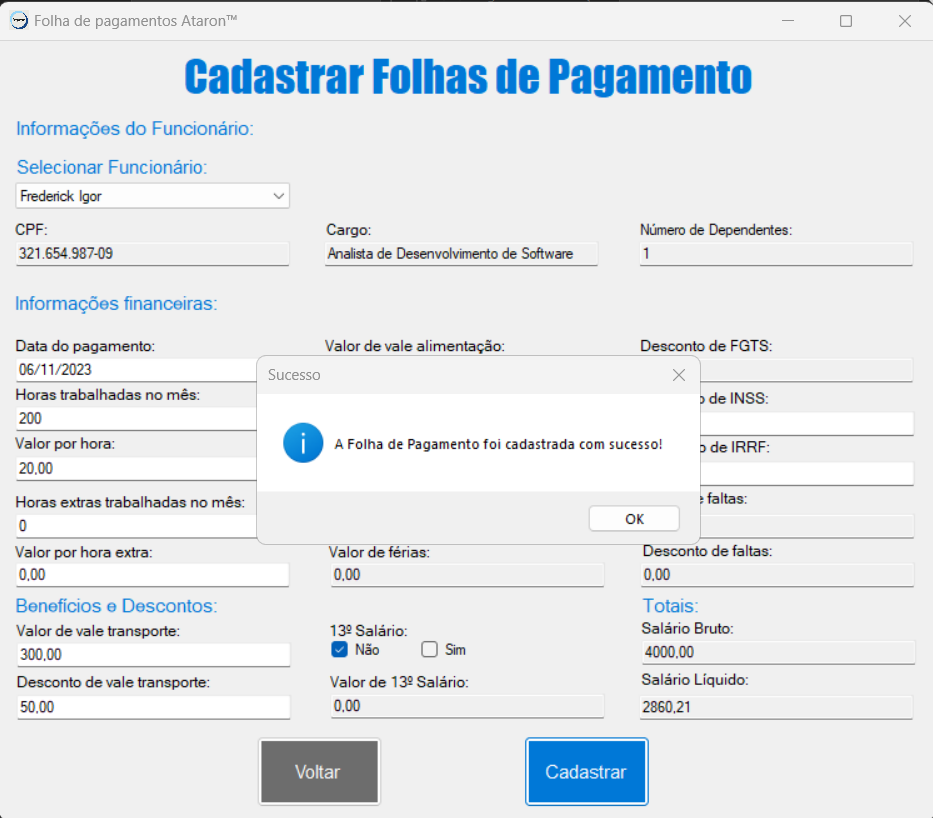 Folha de pagamentos Ataron™
Cadastrar Folhas de Pagamento
Informações do Funcionário:
Selecionar Funcionário:
Frederick Igor
CPF:
321.654.987-09
Cargo:
Analista de Desenvolvimento de Software
Número de Dependentes:
1
Informações financeiras:
Data do pagamento:
06/11/2023
Horas trabalhadas no mês:
200
Valor por hora:
20,00
Horas extras trabalhadas no mês:
0
Valor por hora extra:
0,00
Valor de vale alimentação:
Desconto de FGTS:
de INSS:
de IRRF:
faltas:
Sucesso
A Folha de Pagamento foi cadastrada com sucesso!
OK
Valor de férias:
0,00
Desconto de faltas:
0,00
Benefícios e Descontos:
Valor de vale transporte:
300,00
Desconto de vale transporte:
50,00
13º Salário:
Não Sim
Valor de 13º Salário:
0,00
Totais:
Salário Bruto:
4000,00
Salário Líquido:
2860,21
Voltar
Cadastrar